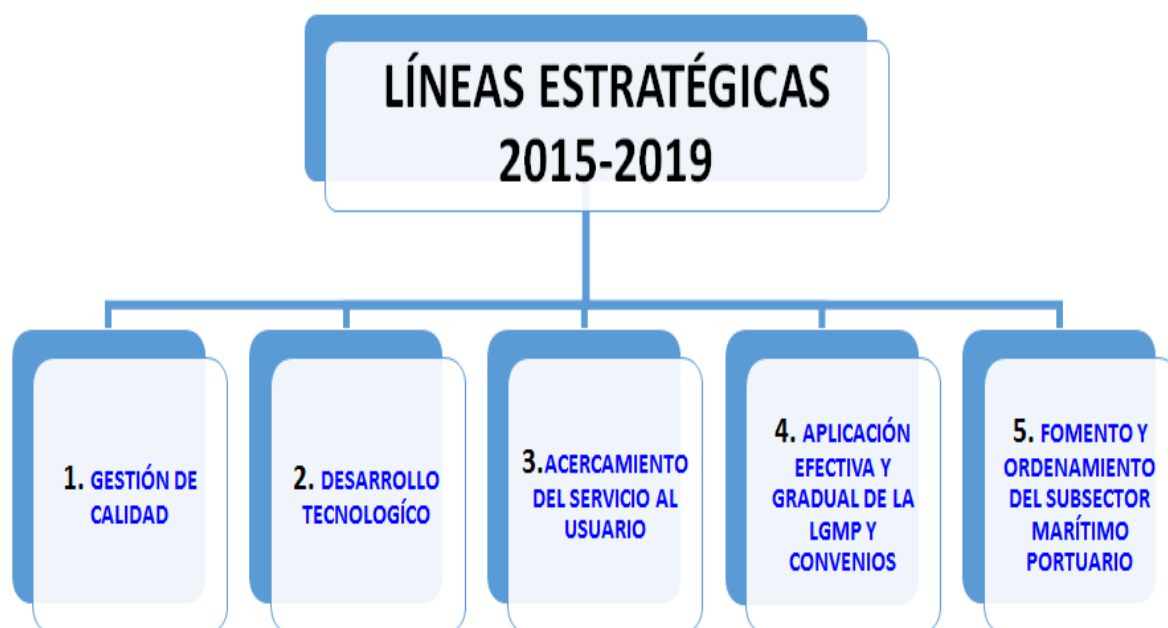 LÍNEAS ESTRATÉGICAS
2015-2019
1. GESTIÓN DE
CALIDAD
2. DESARROLLO
TECNOLOGÍCO
3.ACERCAMIENTO
DEL SERVICIO AL
USUARIO
4. APLICACIÓN
EFECTIVA Y
GRADUAL DE LA
LGMP Y
CONVENIOS
5. FOMENTO Y
ORDENAMIENTO
DEL SUBSECTOR
MARÍTIMO
PORTUARIO